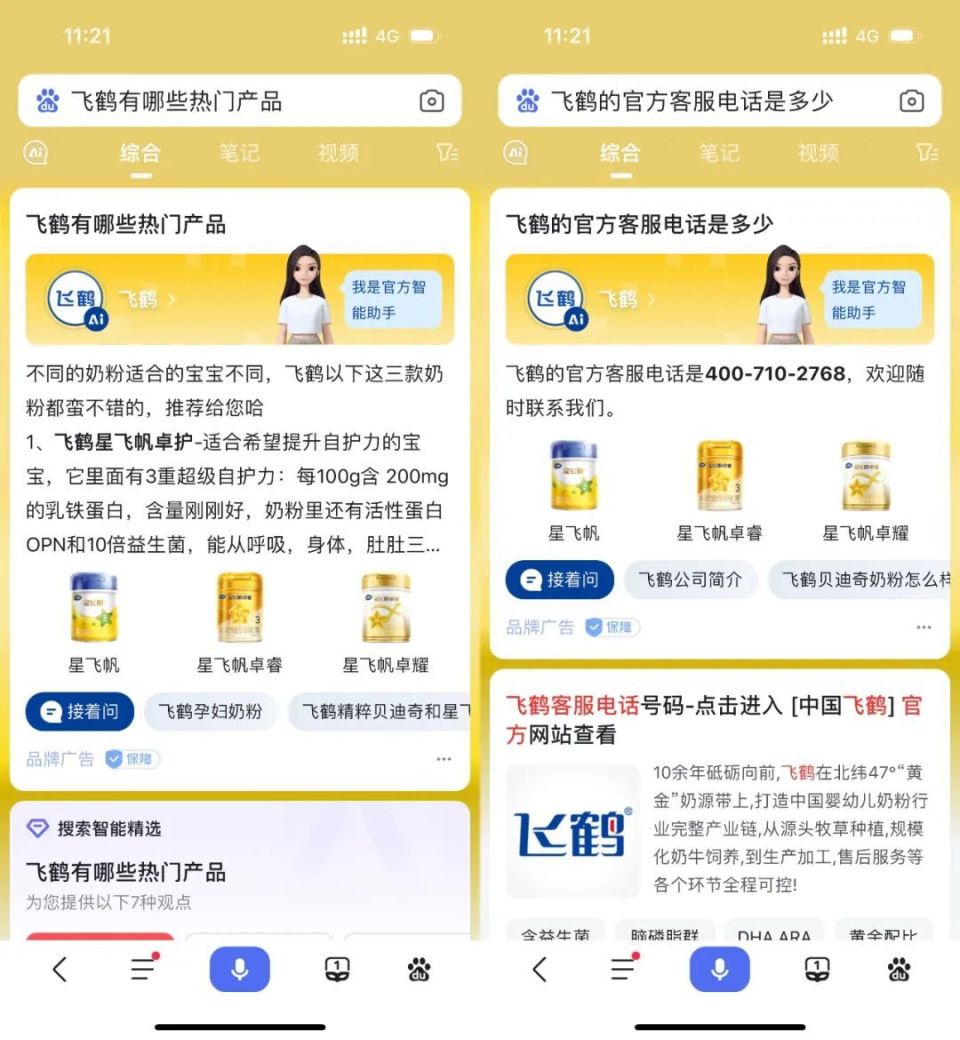 11:21
4G
飞鹤有哪些热门产品
Ai
综合
笔记
视频
飞鹤有哪些热门产品
飞鹤
Ai
飞鹤
我是官方智
能助手
不同的奶粉适合的宝宝不同，飞鹤以下这三款奶
粉都蛮不错的，推荐给您哈
1、飞鹤星飞帆卓护-适合希望提升自护力的宝
宝，它里面有3重超级自护力：每100g含 200mg
的乳铁蛋白，含量刚刚好，奶粉里还有活性蛋白
OPN和10倍益生菌，能从呼吸，身体，肚肚三...
星飞帆
星飞帆卓睿
星飞帆卓耀
接着问
飞鹤孕妇奶粉
飞鹤精粹贝迪奇和星飞
品牌广告
保障
搜索智能精选
飞鹤有哪些热门产品
为您提供以下7种观点
1
du
11:21
4G
飞鹤的官方客服电话是多少
Ai
综合
笔记
视频
飞鹤的官方客服电话是多少
飞鹤
Ai
飞鹤
我是官方智
能助手
飞鹤的官方客服电话是400-710-2768，欢迎随
时联系我们。
星飞帆
星飞帆卓睿
星飞帆卓耀
接着问
飞鹤公司简介
飞鹤贝迪奇奶粉怎么样
品牌广告
保障
飞鹤客服电话号码-点击进入 [中国飞鹤] 官
方网站查看
飞鹤
10余年砥砺向前,飞鹤在北纬47°“黄
金”奶源带上,打造中国婴幼儿奶粉行
业完整产业链,从源头牧草种植,规模
化奶牛饲养,到生产加工,售后服务等
各个环节全程可控!
含益生菌
脑磷脂群
DHA ARA
黄金配比
1
du